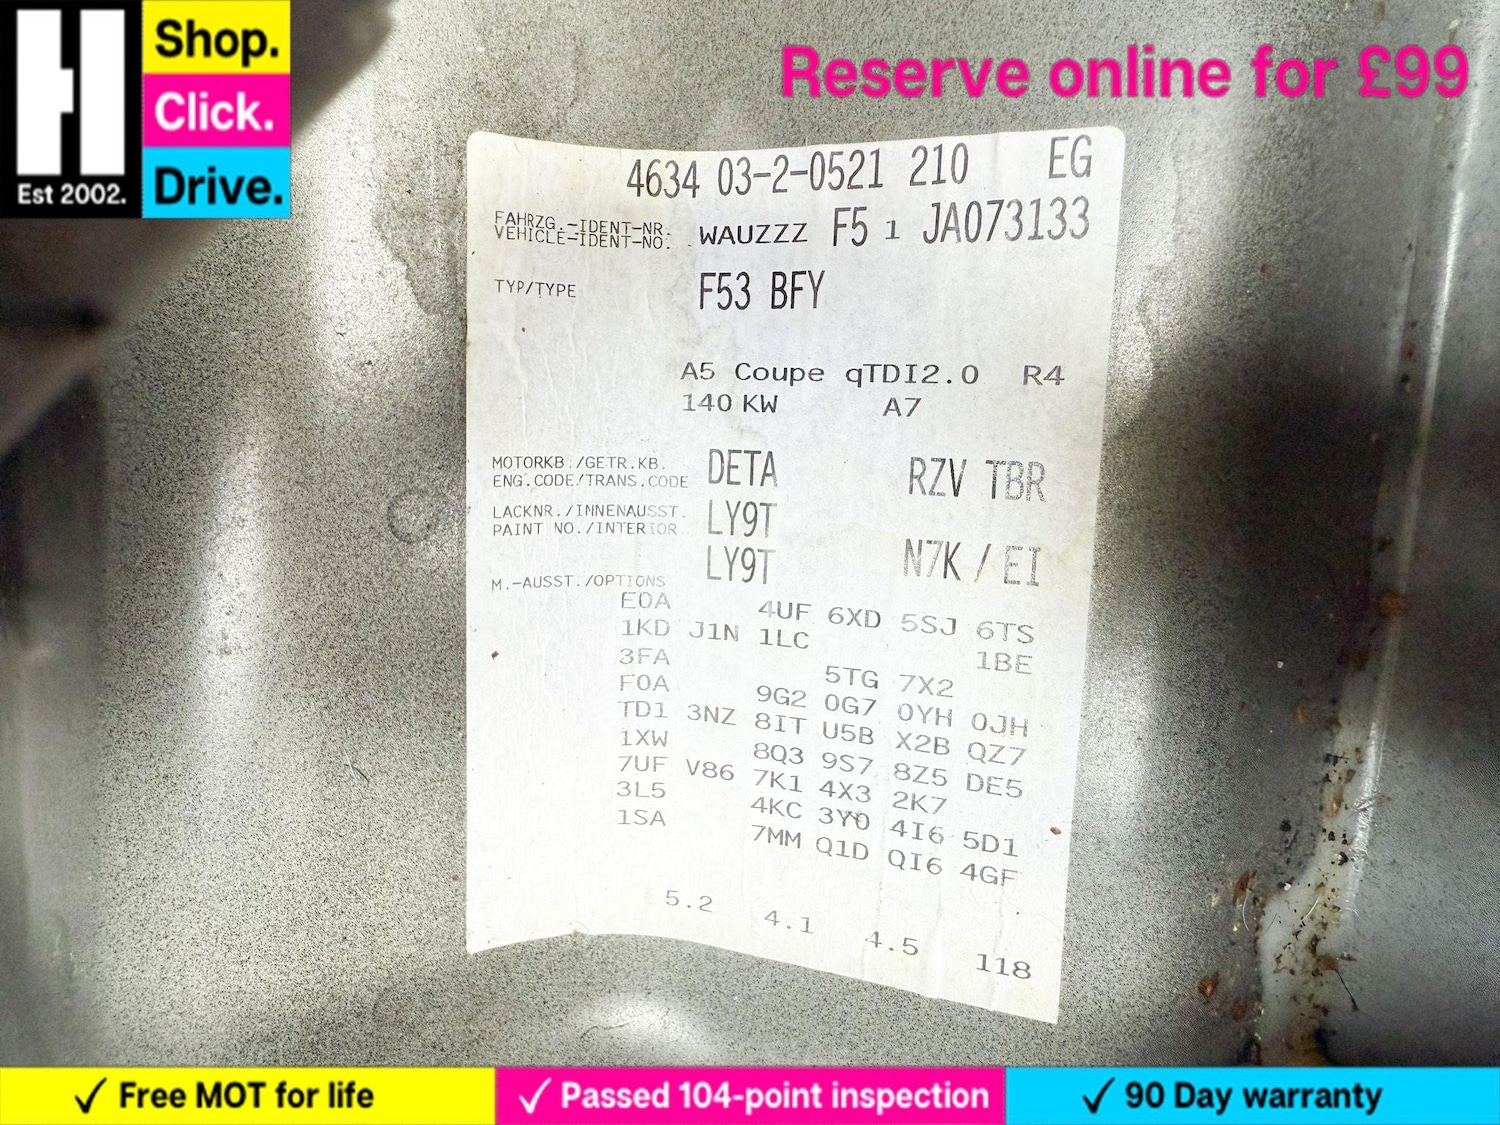 Shop.
Click.
Drive.
Est 2002.
Reserve online for £99
4634 03-2-0521 210 EG
FAHRZG.-IDENT-NR.
VEHICLE-IDENT-NO. WAUZZZ F5 1 JA073133
TYP/TYPE F53 BFY
A5 Coupe qTDI2.0 R4
140 KW A7
MOTORKB./GETR.KB.
ENG.CODE/TRANS.CODE DETA RZV TBR
LACKNR./INNENAUSST.
PAINT NO./INTERIOR LY9T
LY9T N7K / EI
M.-AUSST./OPTIONS
E0A 4UF 6XD 5SJ 6TS
1KD J1N 1LC 1BE
3FA 5TG 7X2
F0A 9G2 0G7 0YH 0JH
TD1 3NZ 8IT U5B X2B QZ7
1XW 8Q3 9S7 8Z5 DE5
7UF V86 7K1 4X3 2K7
3L5 4KC 3Y0 4I6 5D1
1SA 7MM Q1D QI6 4GF
5.2 4.1 4.5 118
✓ Free MOT for life
✓ Passed 104-point inspection
✓ 90 Day warranty